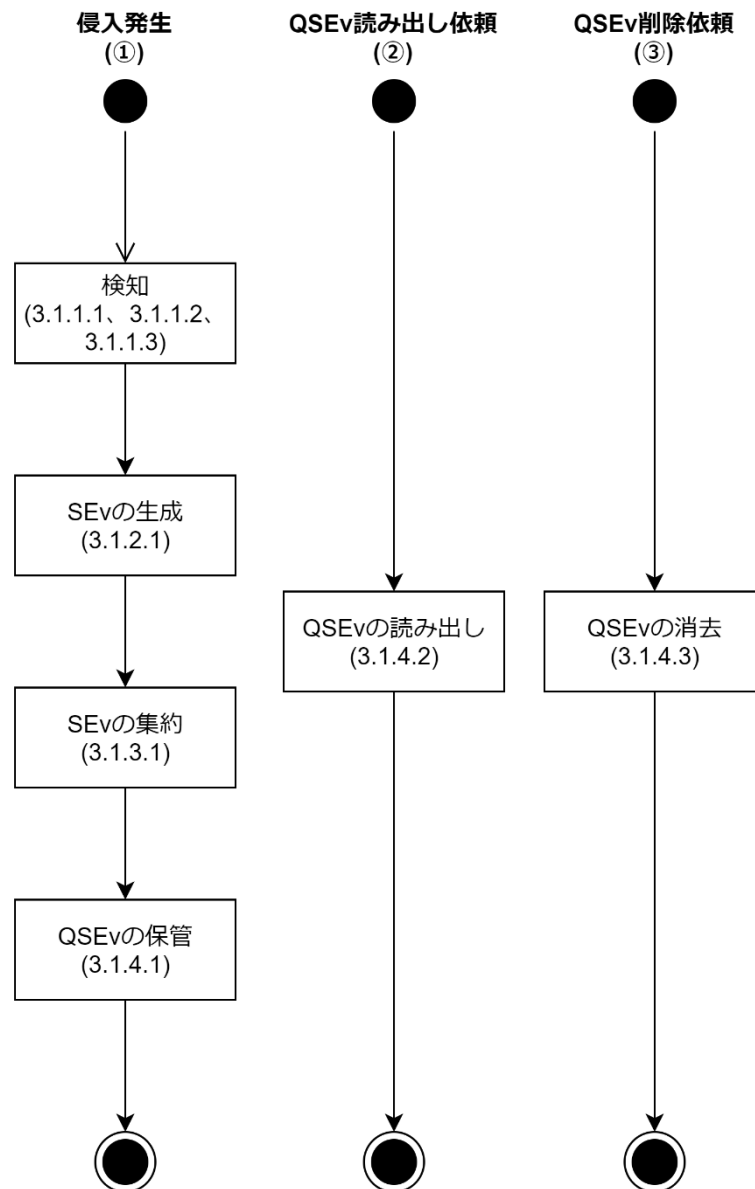 侵入発生
(①)
QSEv読み出し依頼
(②)
QSEv削除依頼
(③)
検知
(3.1.1.1、3.1.1.2、
3.1.1.3)
SEvの生成
(3.1.2.1)
SEvの集約
(3.1.3.1)
QSEvの保管
(3.1.4.1)
QSEvの読み出し
(3.1.4.2)
QSEvの消去
(3.1.4.3)